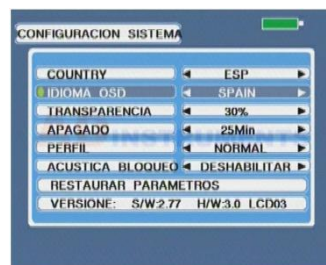 CONFIGURACION SISTEMA
COUNTRY ESP
IDIOMA OSD SPAIN
TRANSPARENCIA 30%
APAGADO 25Min
PERFIL NORMAL
ACUSTICA BLOQUEO DESHABILITAR
RESTAURAR PARAMETROS
VERSIONE: S/W:2.77 H/W:3.0 LCD03